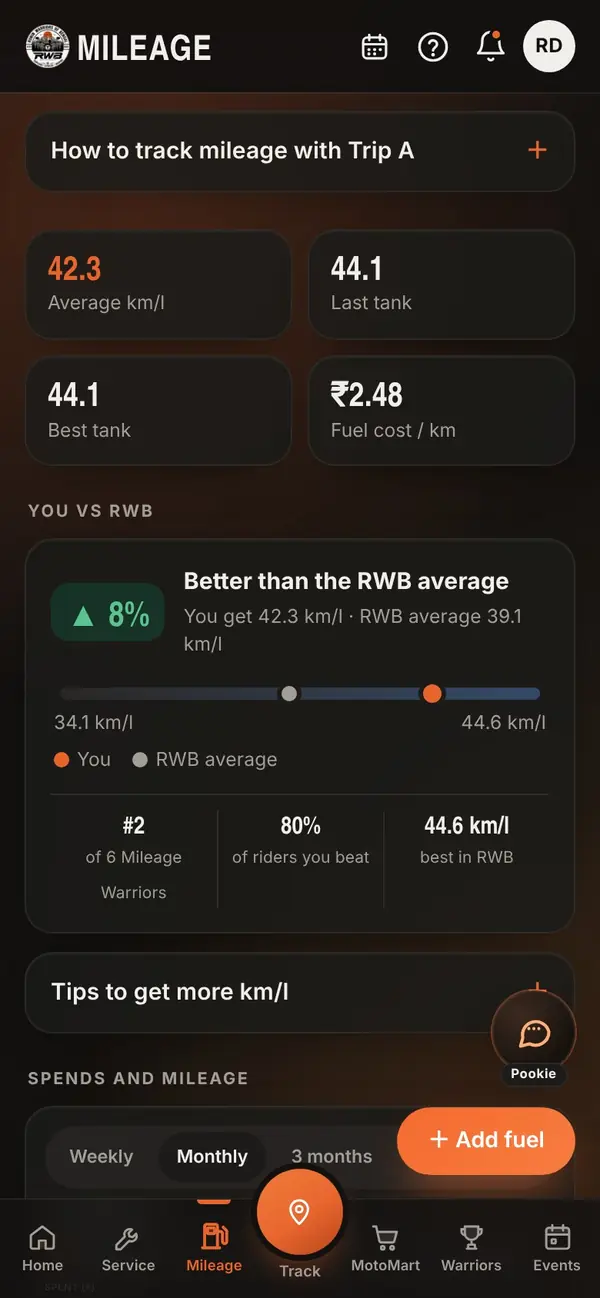 RWB
MILEAGE
RD
How to track mileage with Trip A
42.3
Average km/l
44.1
Last tank
44.1
Best tank
₹2.48
Fuel cost / km
YOU VS RWB
▲ 8%
Better than the RWB average
You get 42.3 km/l · RWB average 39.1
km/l
34.1 km/l
44.6 km/l
You
RWB average
#2
of 6 Mileage
Warriors
80%
of riders you beat
44.6 km/l
best in RWB
Tips to get more km/l
Pookie
SPENDS AND MILEAGE
Weekly
Monthly
3 months
+ Add fuel
Home
Service
Mileage
Track
MotoMart
Warriors
Events